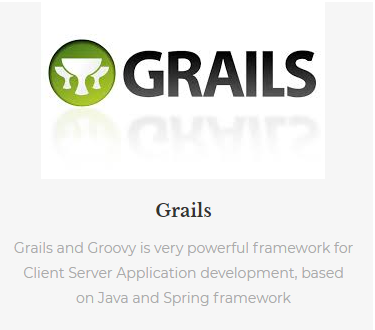 GRAILS
Grails
Grails and Groovy is very powerful framework for
Client Server Application development, based
on Java and Spring framework